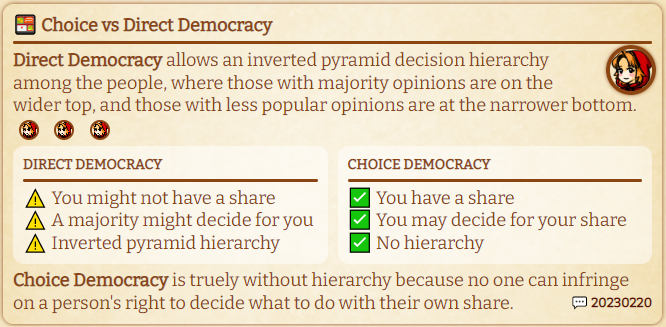 Choice vs Direct Democracy
Direct Democracy allows an inverted pyramid decision hierarchy
among the people, where those with majority opinions are on the
wider top, and those with less popular opinions are at the narrower bottom.
DIRECT DEMOCRACY
You might not have a share
A majority might decide for you
Inverted pyramid hierarchy
CHOICE DEMOCRACY
You have a share
You may decide for your share
No hierarchy
Choice Democracy is truely without hierarchy because no one can infringe
on a person's right to decide what to do with their own share.
20230220